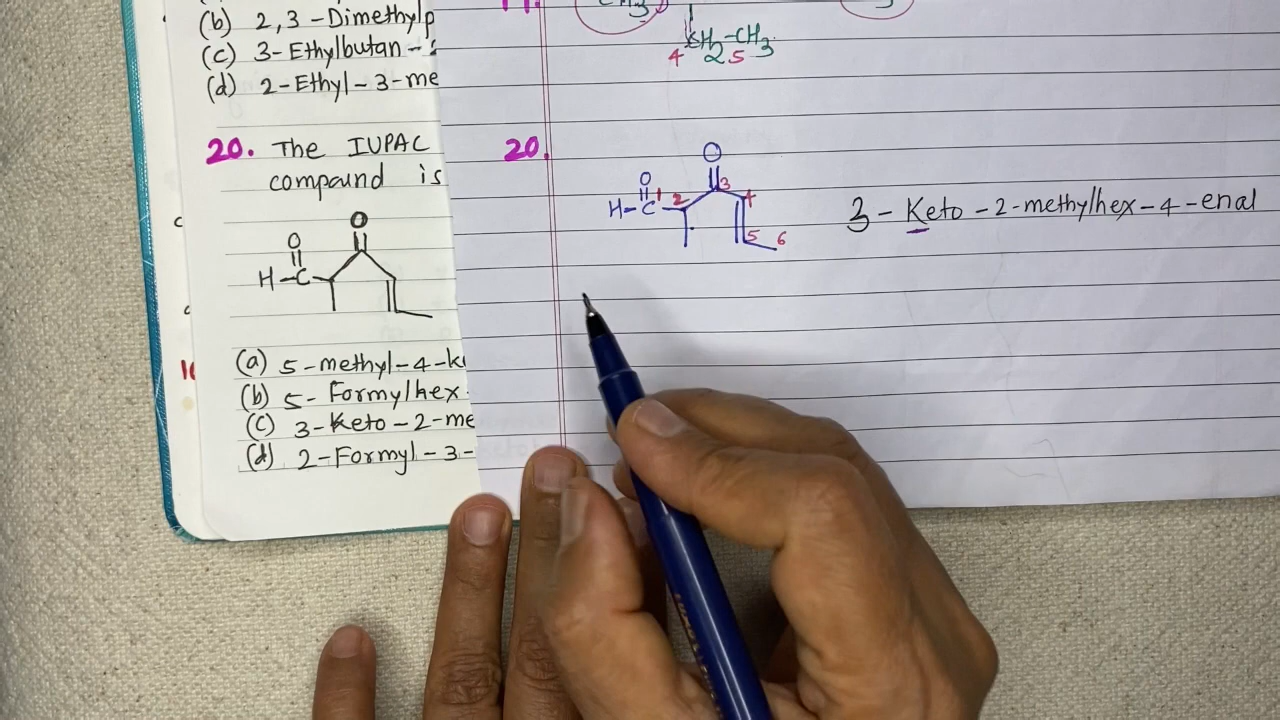 (b) 2,3-Dimethylp
(c) 3-Ethylbutan-
(d) 2-Ethyl-3-me
20. The IUPAC
compound is
O
O
H-C
(a) 5-methyl-4-k
(b) 5-Formylhex-
(c) 3-Keto-2-me
(d) 2-Formyl-3-
CH3
CH2-CH3
4 2 5
20.
O
O
H-C 1 2 3 4
5 6
3-Keto-2-methylhex-4-enal